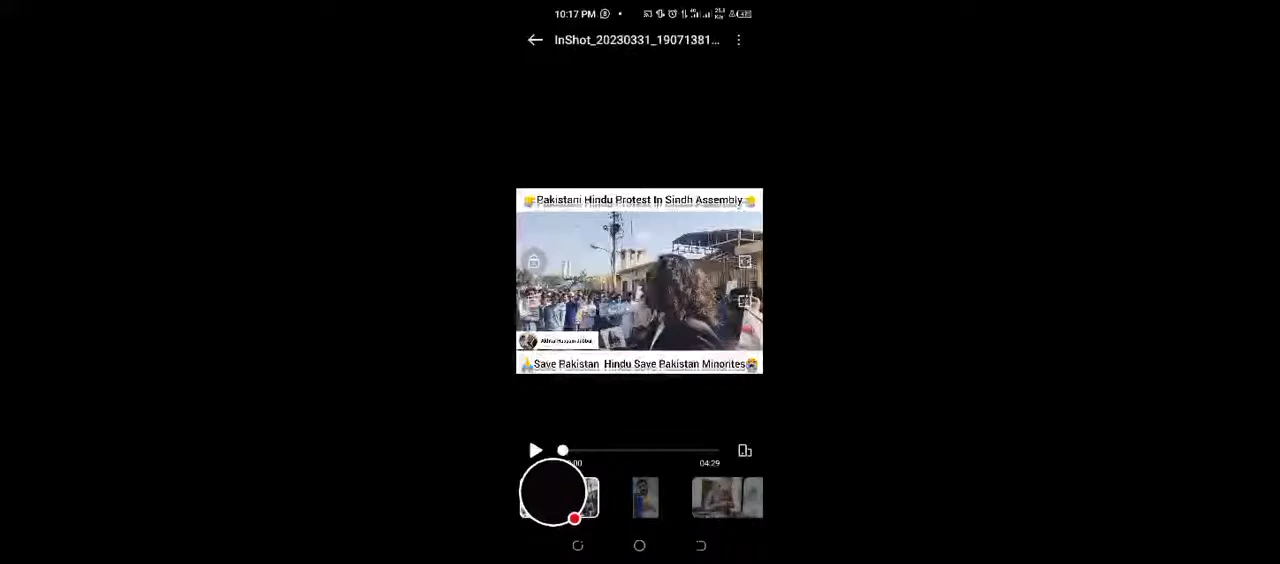 10:17 PM
InShot_20230331_19071381...
Pakistani Hindu Protest In Sindh Assembly
Save Pakistan Hindu Save Pakistan Minorites
04:29